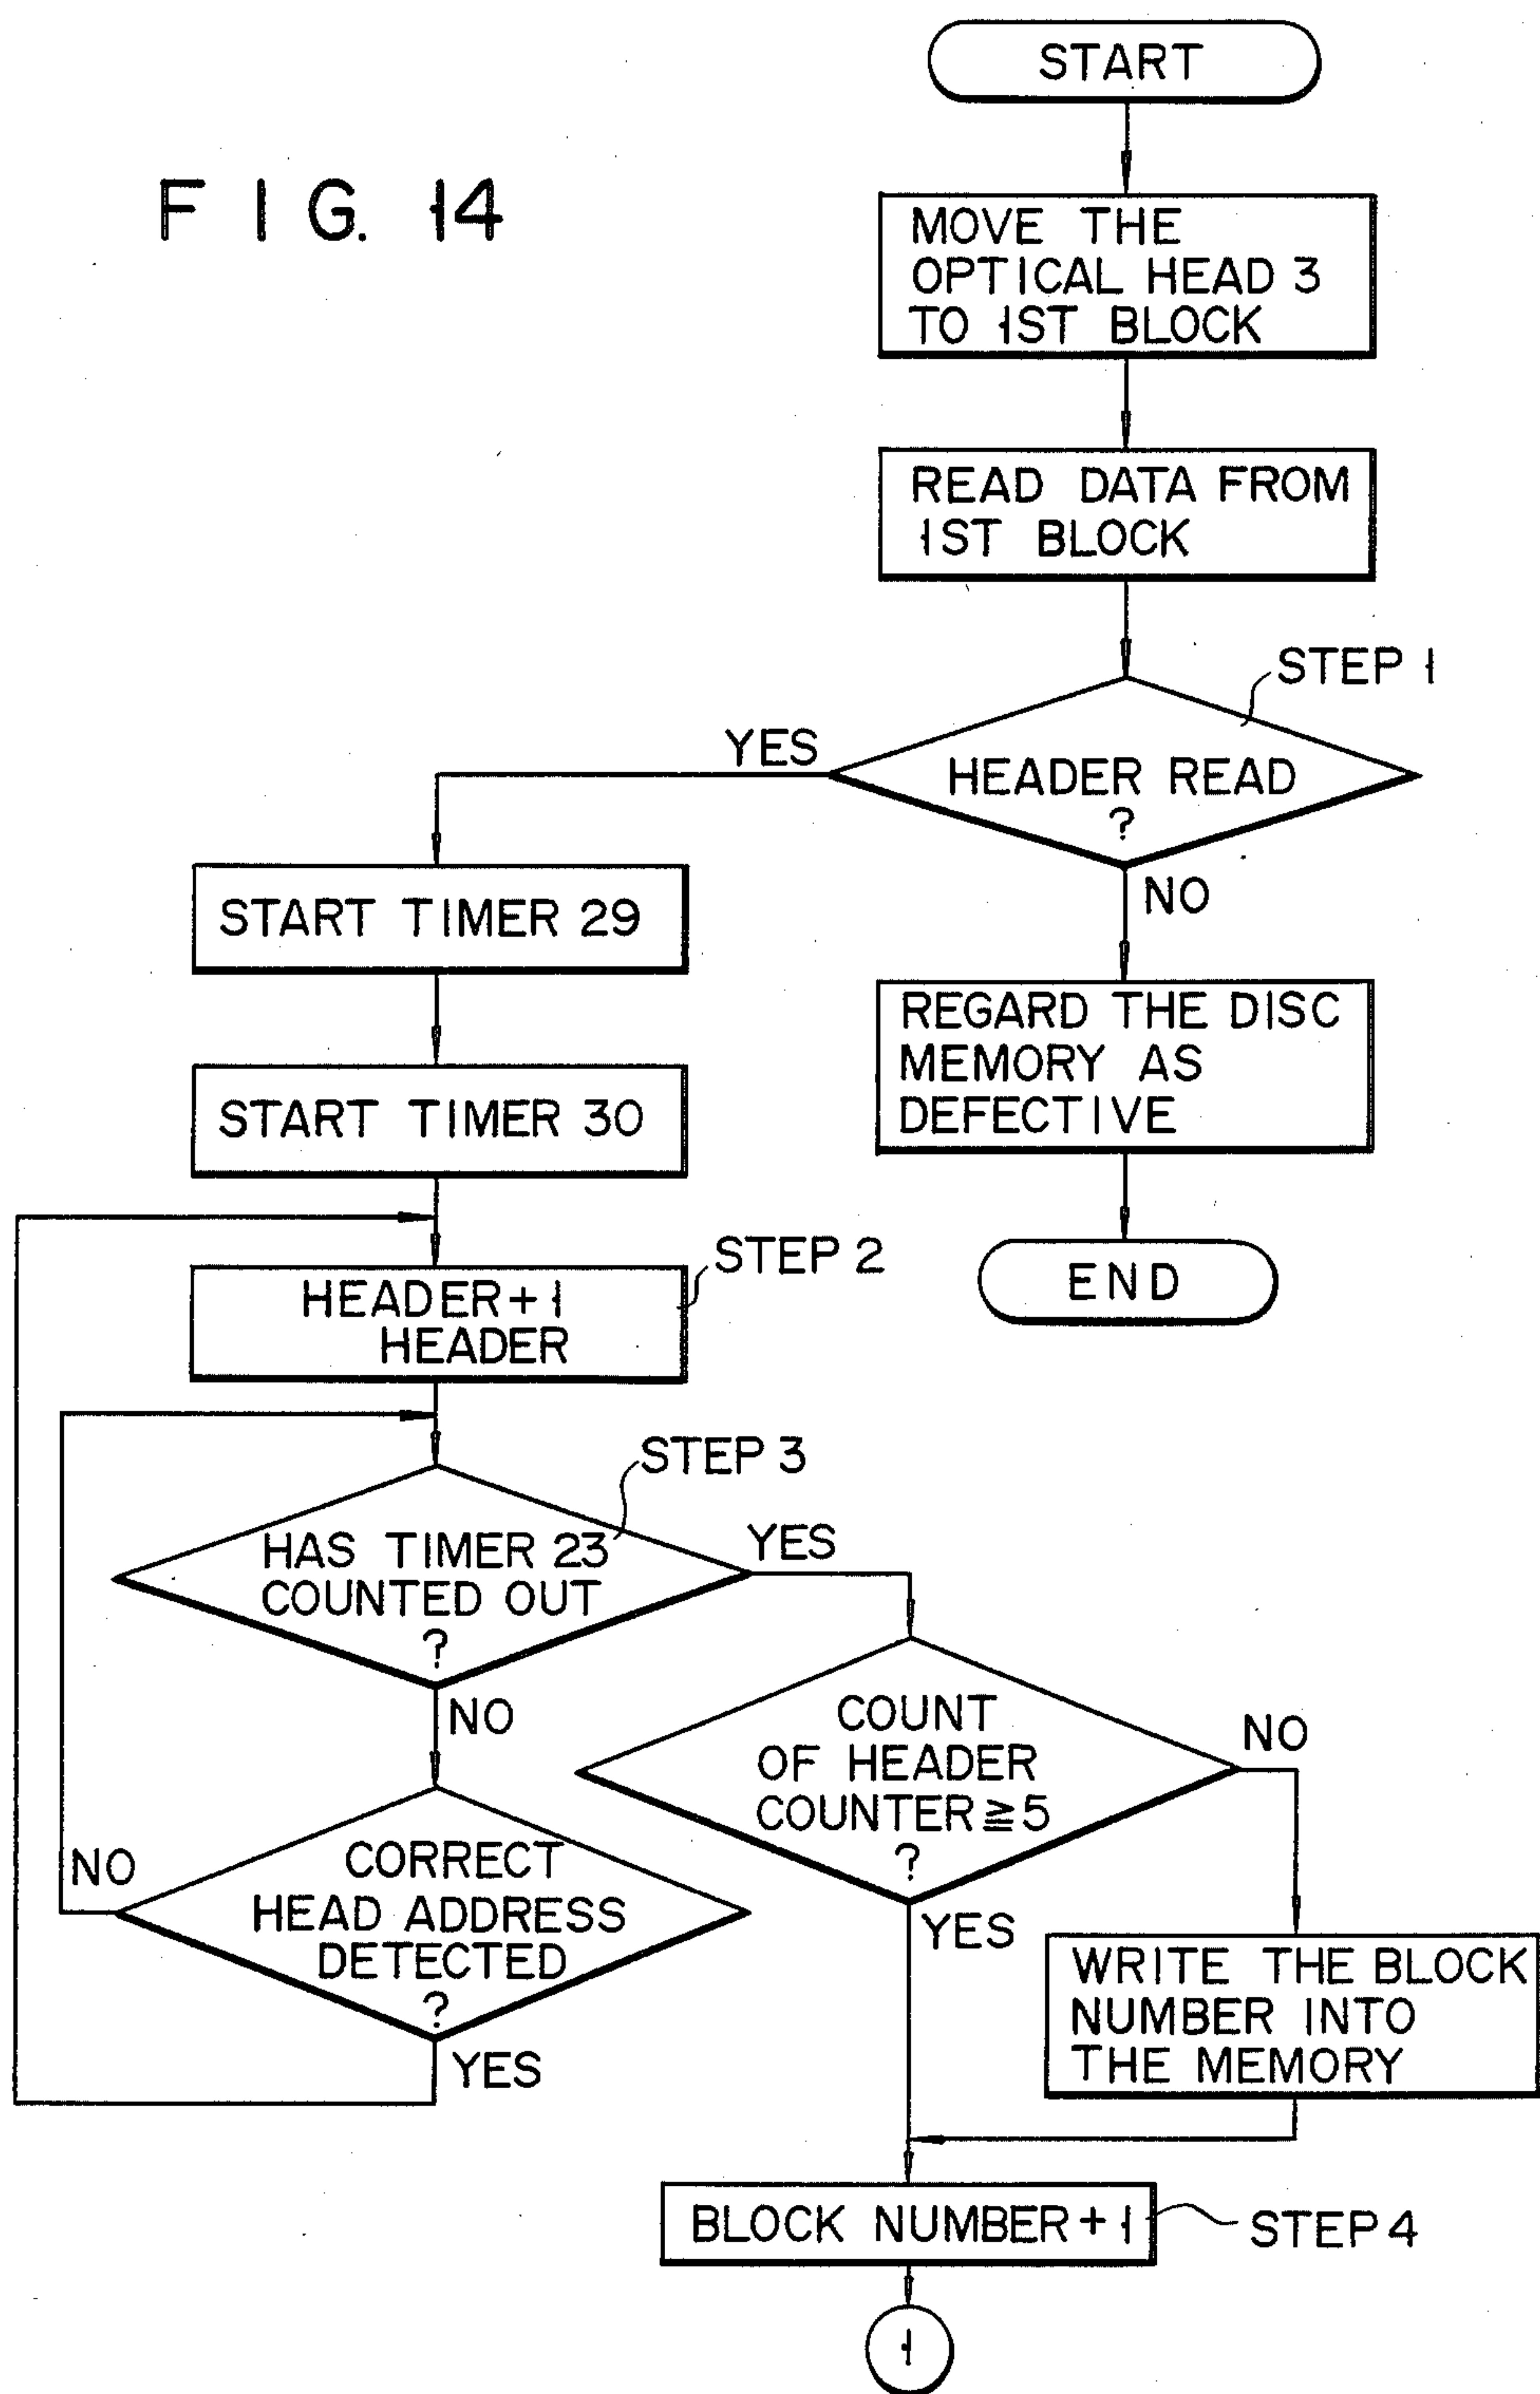 FIG. 14
START
MOVE THE
OPTICAL HEAD 3
TO 1ST BLOCK
READ DATA FROM
1ST BLOCK
STEP 1
HEADER READ
?
YES
NO
START TIMER 29
REGARD THE DISC
MEMORY AS
DEFECTIVE
START TIMER 30
END
STEP 2
HEADER+1
HEADER
STEP 3
HAS TIMER 23
COUNTED OUT
?
YES
NO
COUNT
OF HEADER
COUNTER≧5
?
NO
YES
CORRECT
HEAD ADDRESS
DETECTED
?
NO
YES
WRITE THE BLOCK
NUMBER INTO
THE MEMORY
BLOCK NUMBER+1
STEP 4
1